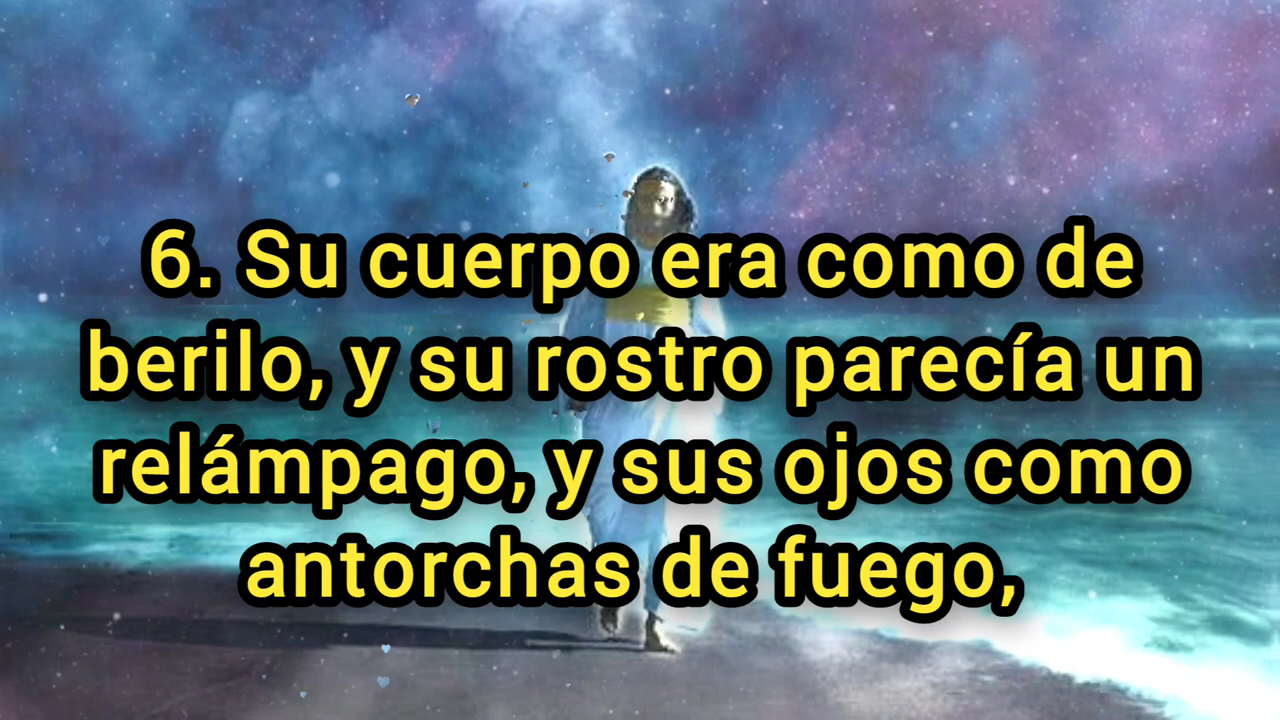 6. Su cuerpo era como de
berilo, y su rostro parecía un
relámpago, y sus ojos como
antorchas de fuego,